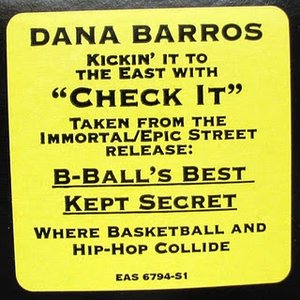 DANA BARROS
KICKIN' IT TO
THE EAST WITH
"CHECK IT"
TAKEN FROM THE
IMMORTAL/EPIC STREET
RELEASE:
B-BALL'S BEST
KEPT SECRET
WHERE BASKETBALL AND
HIP-HOP COLLIDE
EAS 6794-S1